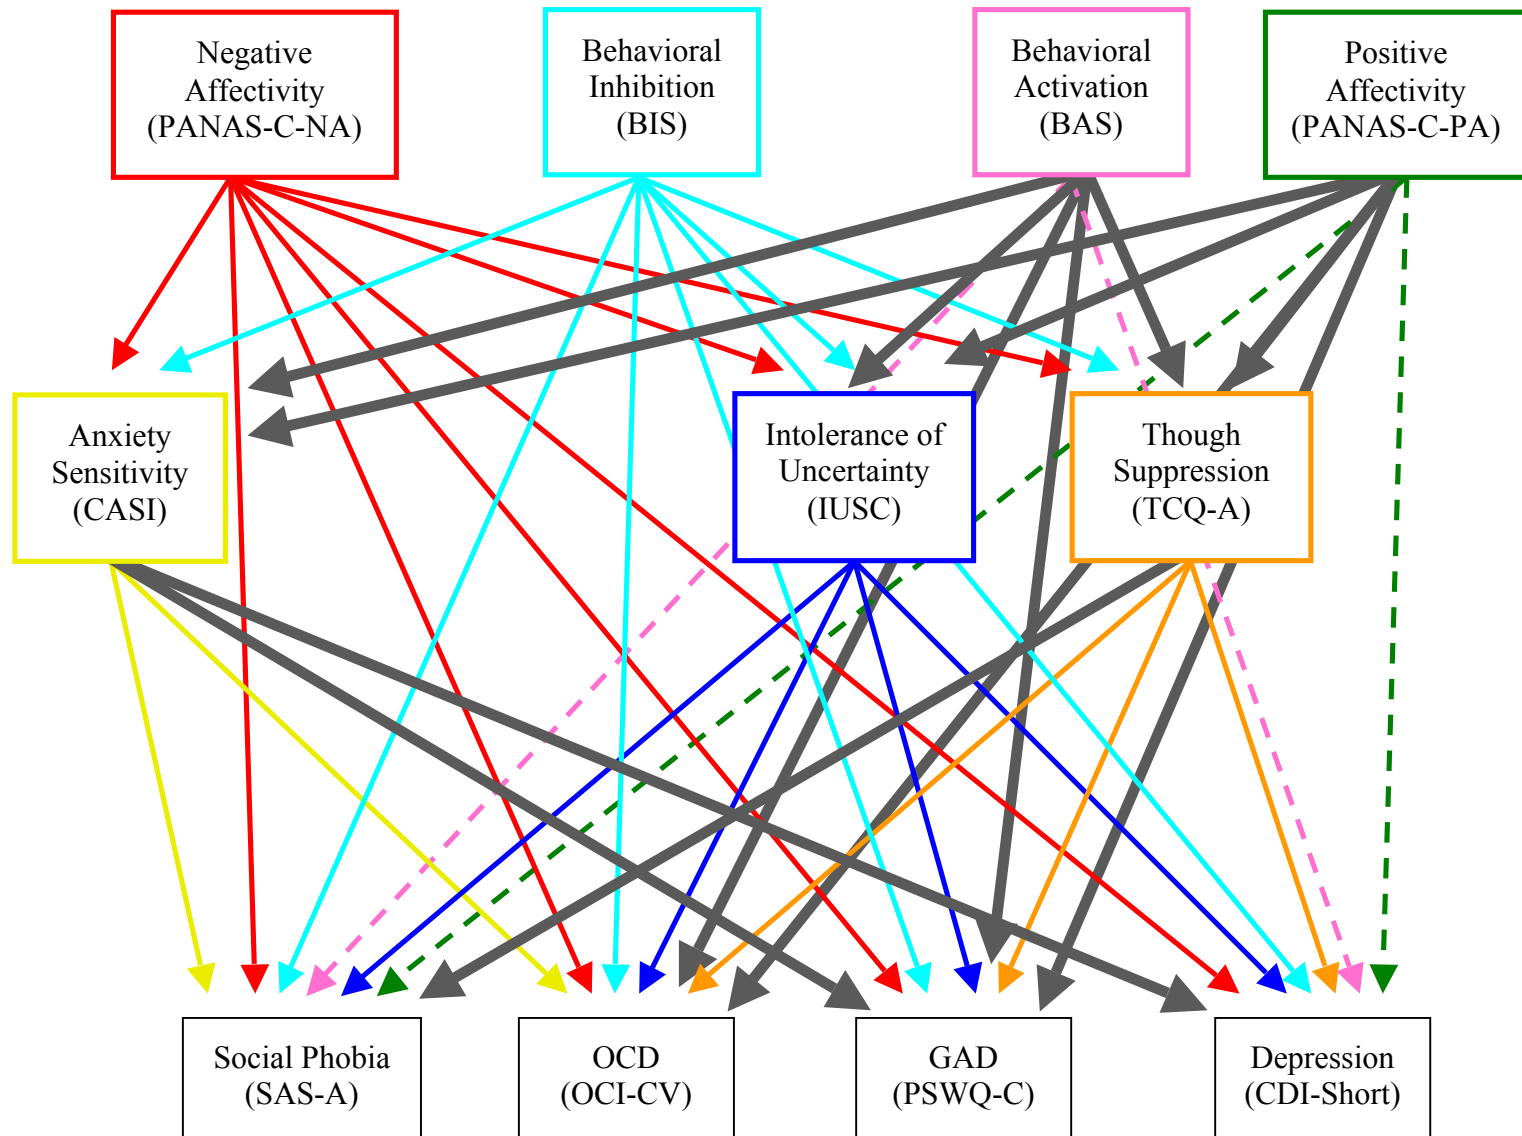 Negative
Affectivity
(PANAS-C-NA)
Behavioral
Inhibition
(BIS)
Behavioral
Activation
(BAS)
Positive
Affectivity
(PANAS-C-PA)
Anxiety
Sensitivity
(CASI)
Intolerance of
Uncertainty
(IUSC)
Though
Suppression
(TCQ-A)
Social Phobia
(SAS-A)
OCD
(OCI-CV)
GAD
(PSWQ-C)
Depression
(CDI-Short)